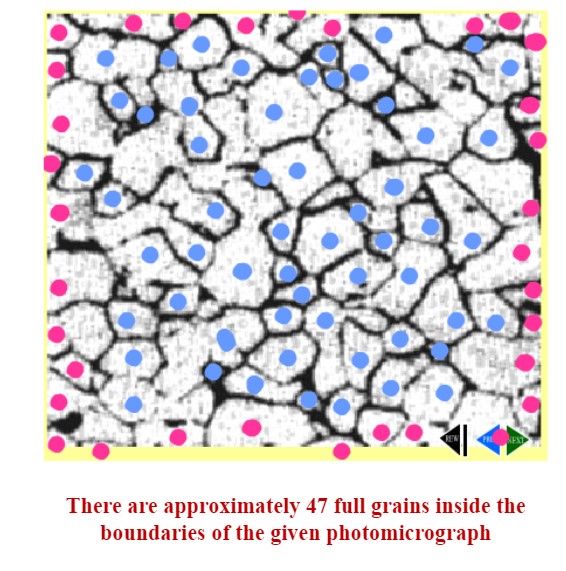 REW PRE NEXT
There are approximately 47 full grains inside the
boundaries of the given photomicrograph